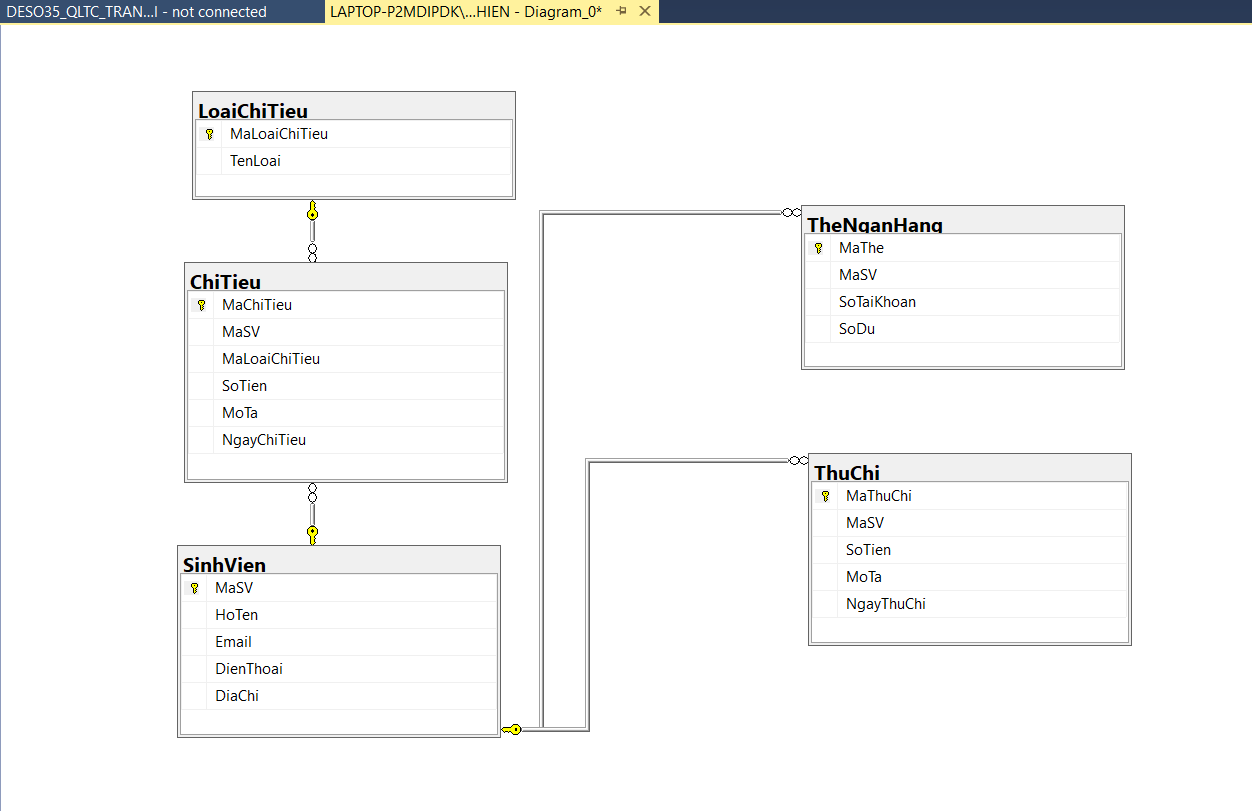 DESO35_QLTC_TRAN...I - not connected
LAPTOP-P2MDIPDK\...HIEN - Diagram_0*
LoaiChiTieu
MaLoaiChiTieu
TenLoai
ChiTieu
MaChiTieu
MaSV
MaLoaiChiTieu
SoTien
MoTa
NgayChiTieu
SinhVien
MaSV
HoTen
Email
DienThoai
DiaChi
TheNganHang
MaThe
MaSV
SoTaiKhoan
SoDu
ThuChi
MaThuChi
MaSV
SoTien
MoTa
NgayThuChi